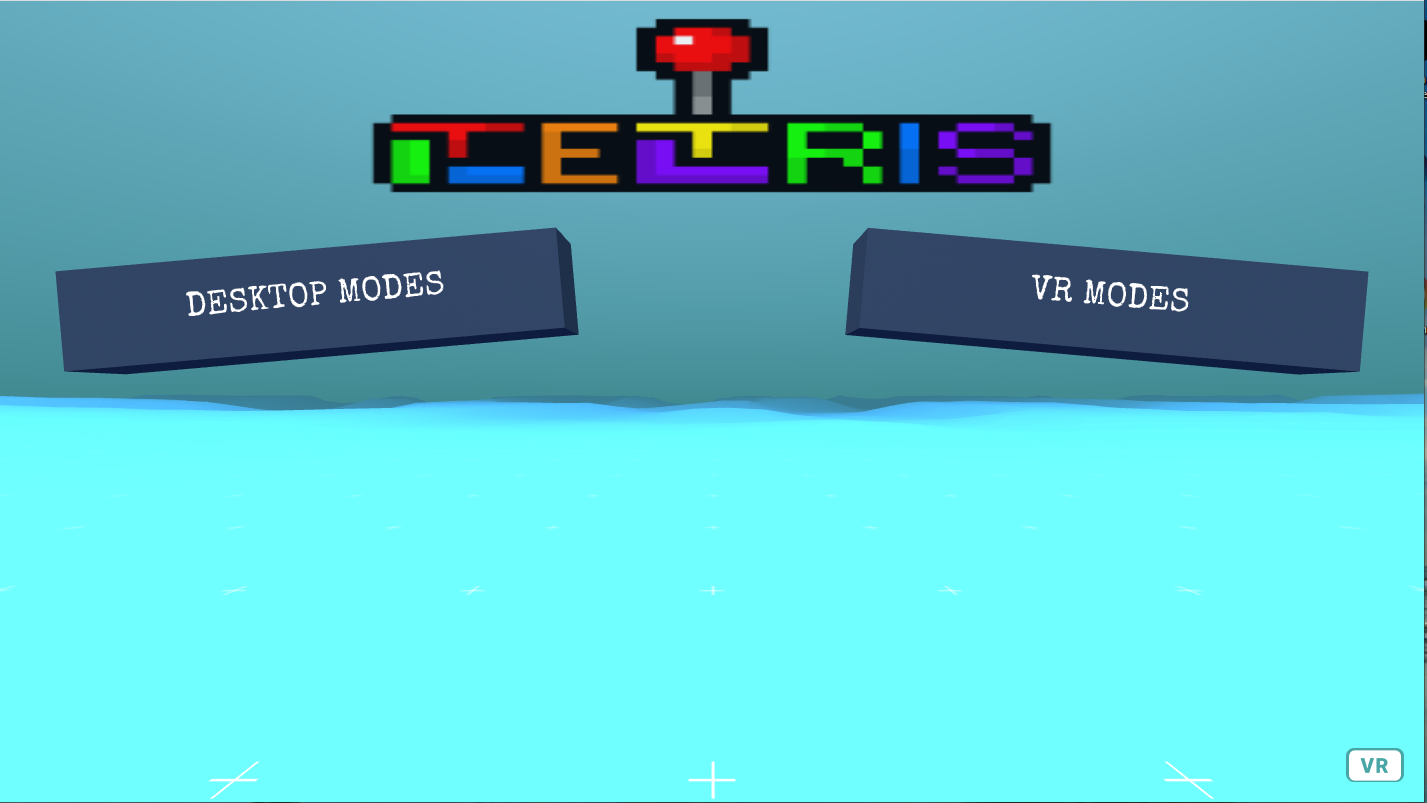 TETRIS
DESKTOP MODES
VR MODES
VR